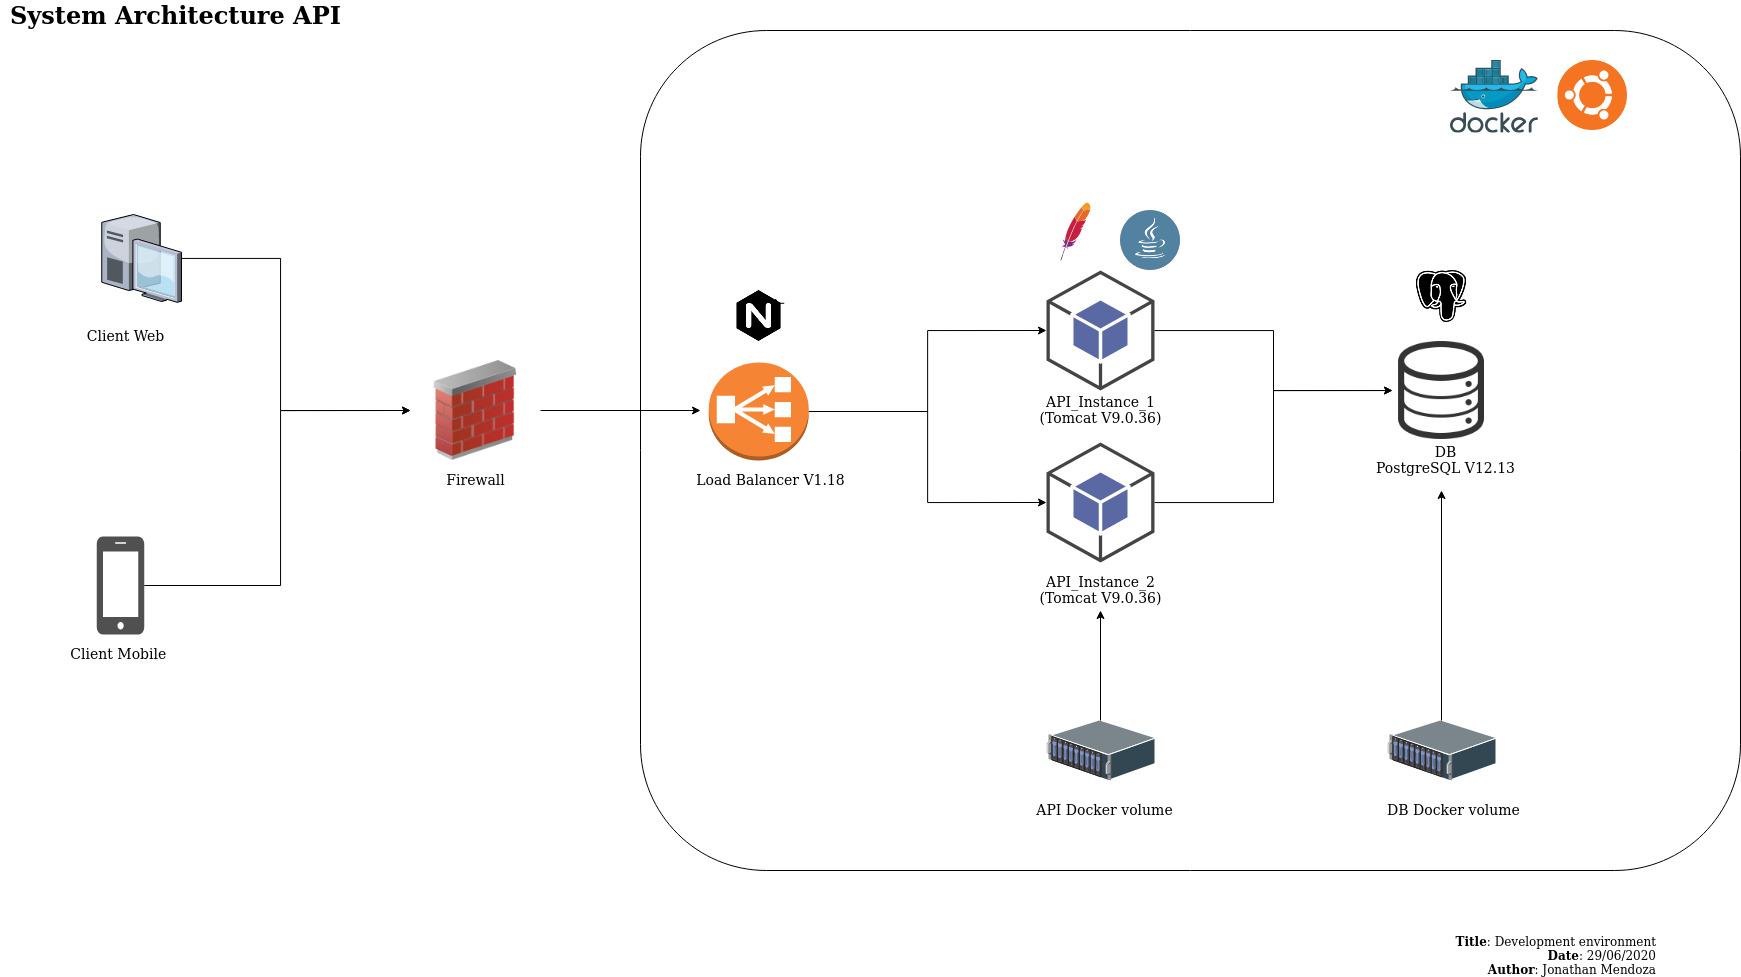 System Architecture API
docker
Client Web
N
API_Instance_1
(Tomcat V9.0.36)
DB
PostgreSQL V12.13
Firewall
Load Balancer V1.18
API_Instance_2
(Tomcat V9.0.36)
Client Mobile
API Docker volume
DB Docker volume
Title: Development environment
Date: 29/06/2020
Author: Jonathan Mendoza